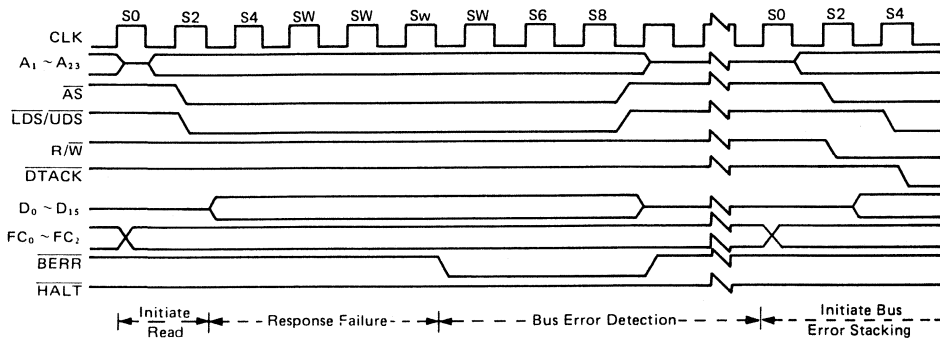 S0 S2 S4 SW SW Sw SW S6 S8 S0 S2 S4
CLK
A₁ ~ A₂₃
AS
LDS/UDS
R/W
DTACK
D₀ ~ D₁₅
FC₀ ~ FC₂
BERR
HALT
Initiate Read
Response Failure
Bus Error Detection
Initiate Bus
Error Stacking